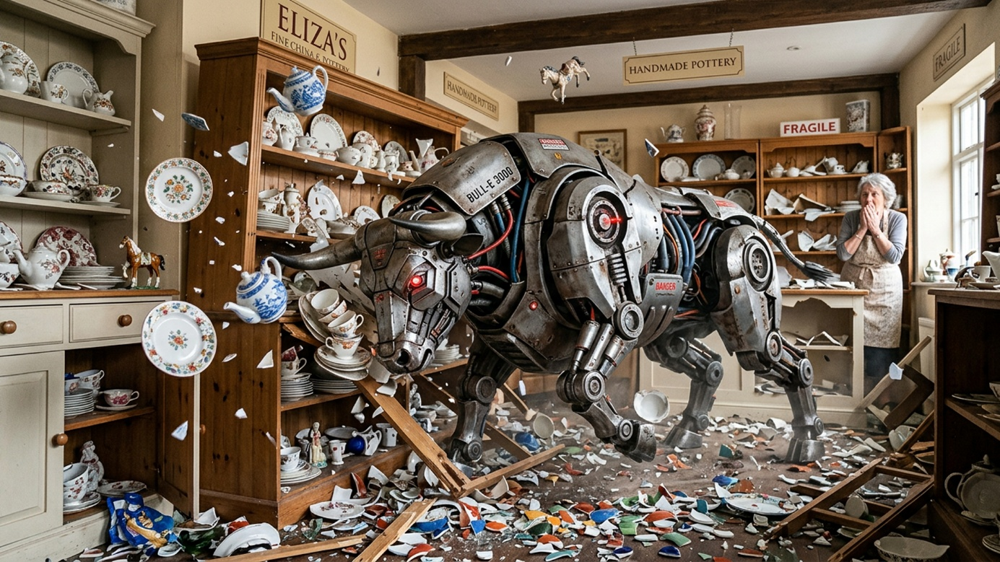 ELIZA'S
FINE CHINA & POTTERY
HANDMADE POTTERY
HANDMADE POTTERY
FRAGILE
FRAGILE
BULL-E 3000
DANGER